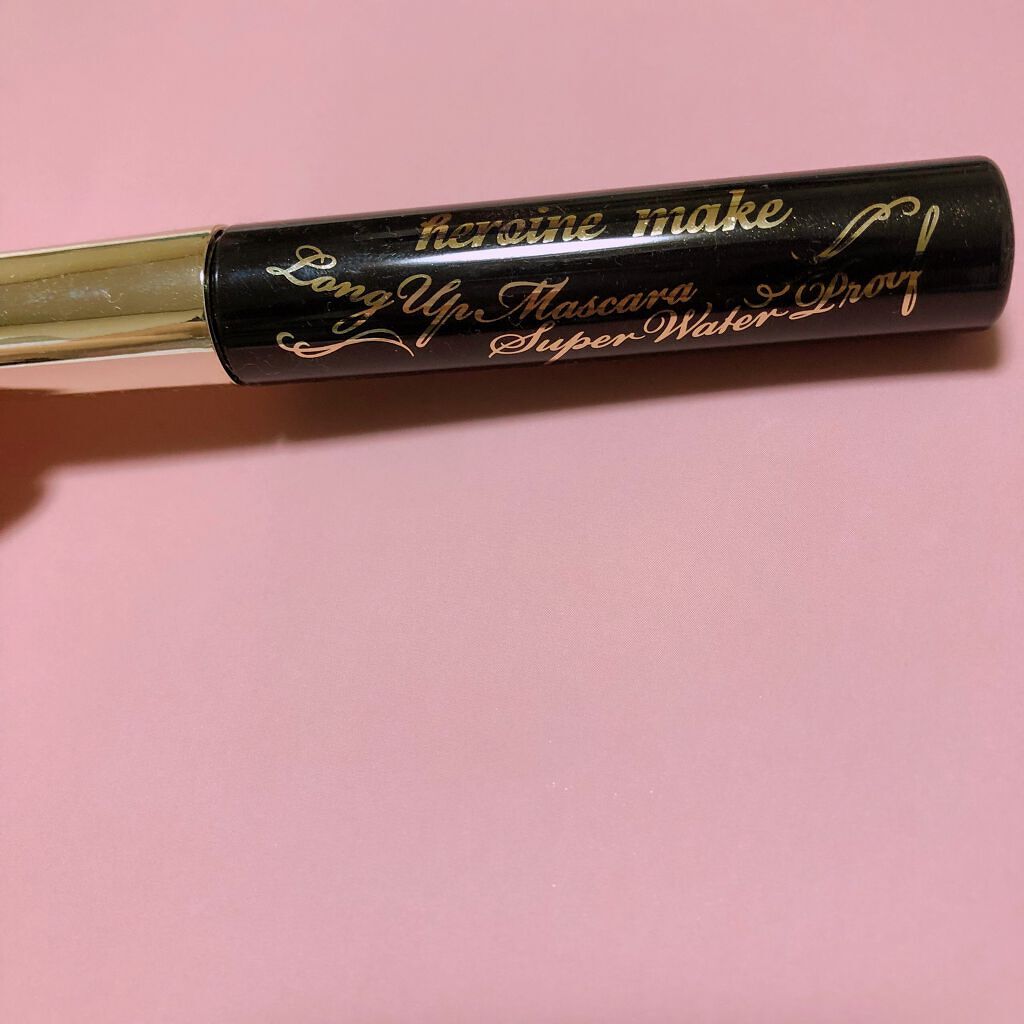 heroine make
Long Up Mascara
Super Water Proof